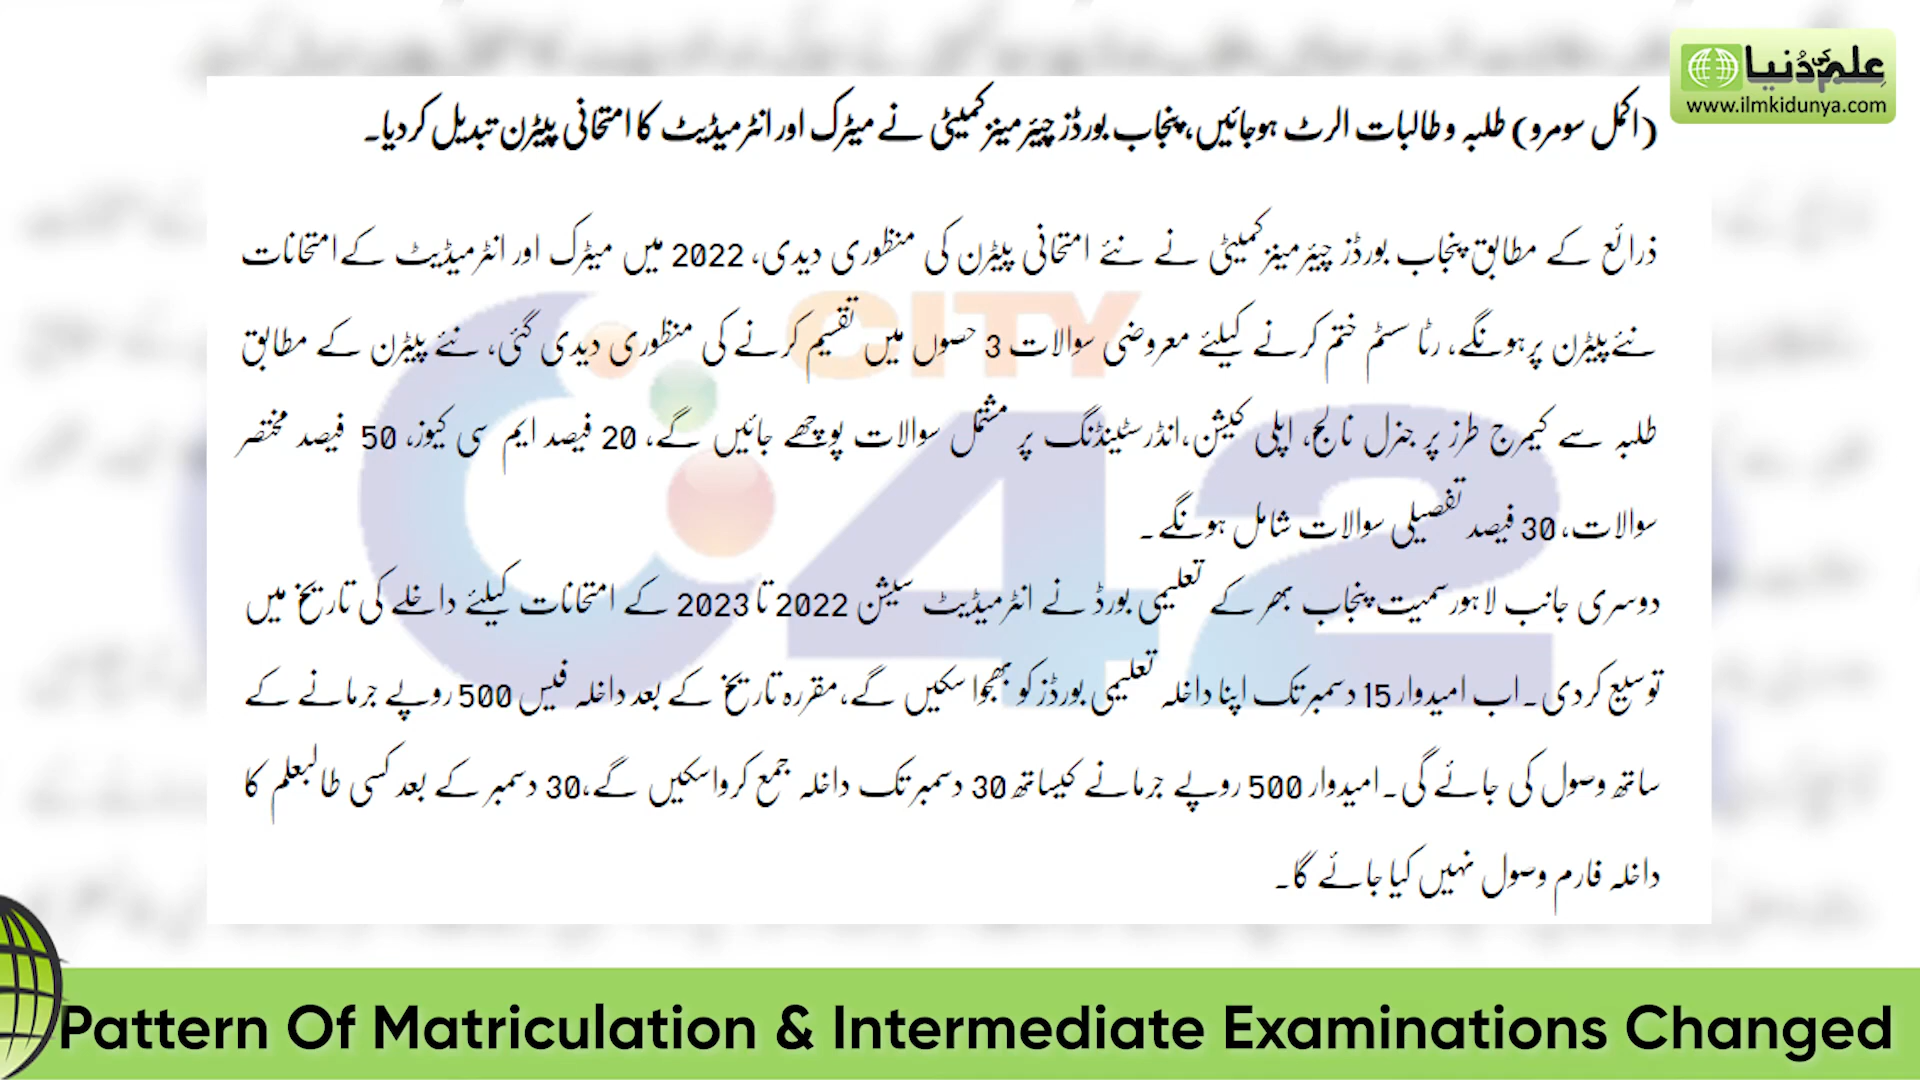 علم کی دُنیا
www.ilmkidunya.com
(اکمل سومرو) طلبہ و طالبات الرٹ ہوجائیں، پنجاب بورڈز چیئرمینز کمیٹی نے میٹرک اور انٹرمیڈیٹ کا امتحانی پیٹرن تبدیل کردیا۔
ذرائع کے مطابق پنجاب بورڈز چیئرمینز کمیٹی نے نئے امتحانی پیٹرن کی منظوری دیدی، 2022 میں میٹرک اور انٹرمیڈیٹ کے امتحانات
نئے پیٹرن پر ہونگے، رٹا سسٹم ختم کرنے کیلئے معروضی سوالات 3 حصوں میں تقسیم کرنے کی منظوری دیدی گئی، نئے پیٹرن کے مطابق
طلبہ سے کیمرج طرز پر جنرل نالج، اپلی کیشن، انڈرسٹینڈنگ پر مشتمل سوالات پوچھے جائیں گے، 20 فیصد ایم سی کیوز، 50 فیصد مختصر
سوالات، 30 فیصد تفصیلی سوالات شامل ہونگے۔
دوسری جانب لاہور سمیت پنجاب بھر کے تعلیمی بورڈ نے انٹرمیڈیٹ سیشن 2022 تا 2023 کے امتحانات کیلئے داخلے کی تاریخ میں
توسیع کردی۔ اب امیدوار 15 دسمبر تک اپنا داخلہ تعلیمی بورڈز کو بھجوا سکیں گے، مقررہ تاریخ کے بعد داخلہ فیس 500 روپے جرمانے کے
ساتھ وصول کی جائے گی۔ امیدوار 500 روپے جرمانے کیساتھ 30 دسمبر تک داخلہ جمع کرواسکیں گے، 30 دسمبر کے بعد کسی طالبعلم کا
داخلہ فارم وصول نہیں کیا جائے گا۔
CITY
42
Pattern Of Matriculation & Intermediate Examinations Changed